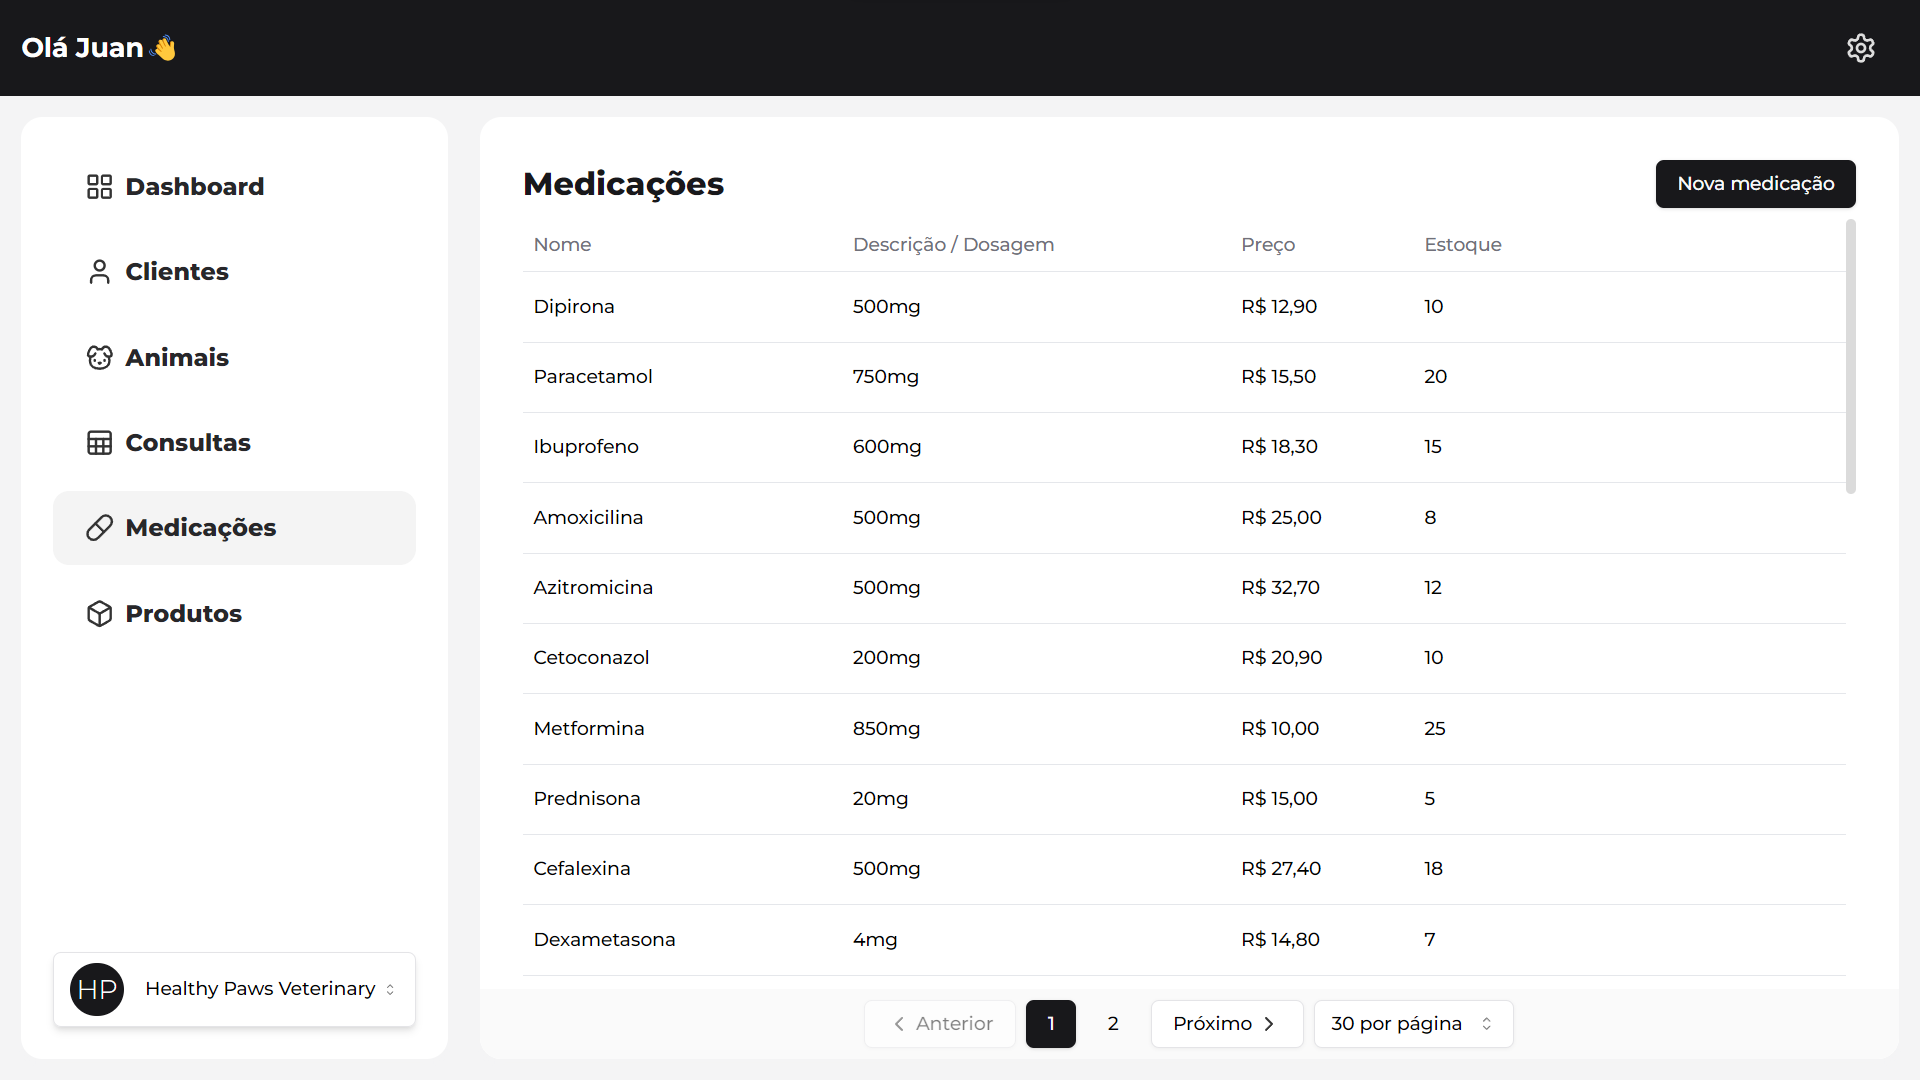 Olá Juan👋
Dashboard
Clientes
Animais
Consultas
Medicações
Produtos
HP Healthy Paws Veterinary
Medicações
Nova medicação
Nome Descrição / Dosagem Preço Estoque
Dipirona 500mg R$ 12,90 10
Paracetamol 750mg R$ 15,50 20
Ibuprofeno 600mg R$ 18,30 15
Amoxicilina 500mg R$ 25,00 8
Azitromicina 500mg R$ 32,70 12
Cetoconazol 200mg R$ 20,90 10
Metformina 850mg R$ 10,00 25
Prednisona 20mg R$ 15,00 5
Cefalexina 500mg R$ 27,40 18
Dexametasona 4mg R$ 14,80 7
Anterior 1 2 Próximo 30 por página